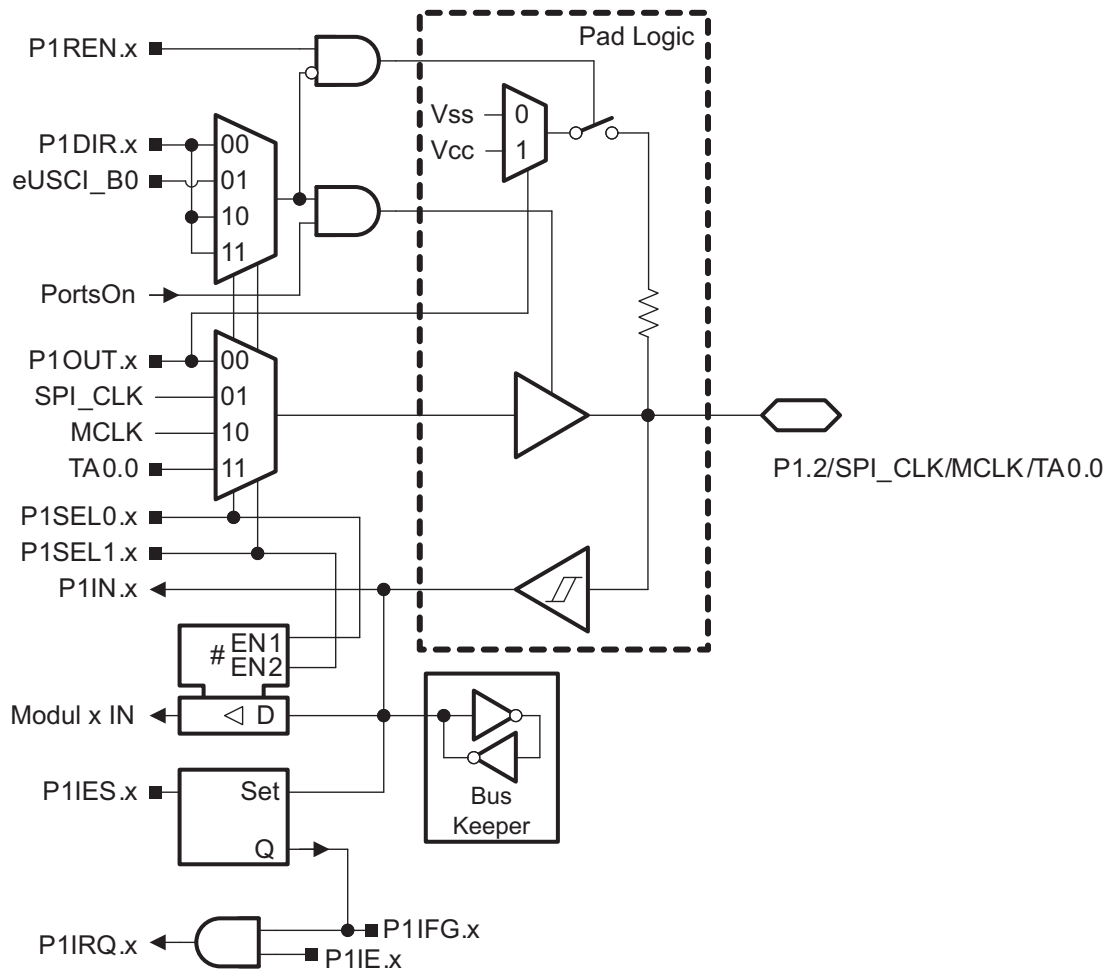 P1REN.x
Pad Logic
Vss
0
Vcc
1
P1DIR.x
00
eUSCI_B0
01
10
11
PortsOn
P1OUT.x
00
SPI_CLK
01
MCLK
10
TA0.0
11
P1.2/SPI_CLK/MCLK/TA0.0
P1SEL0.x
P1SEL1.x
P1IN.x
# EN1
EN2
Modul x IN
D
P1IES.x
Set
Q
Bus
Keeper
P1IFG.x
P1IRQ.x
P1IE.x